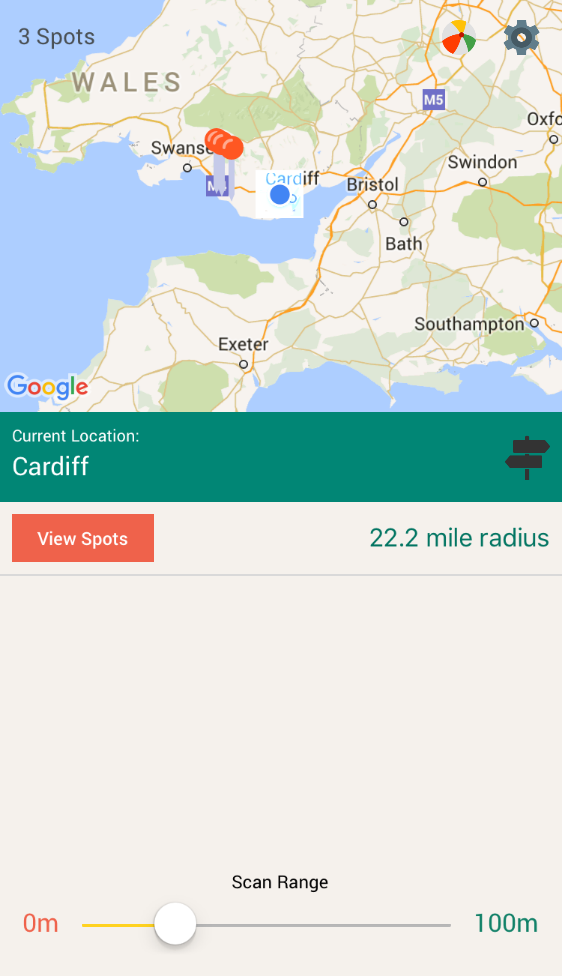 3 Spots
WALES
M5
Oxfo
Swanse
Swindon
Cardiff
Bristol
Bath
Southampton
Exeter
Google
Current Location:
Cardiff
View Spots
22.2 mile radius
Scan Range
0m
100m